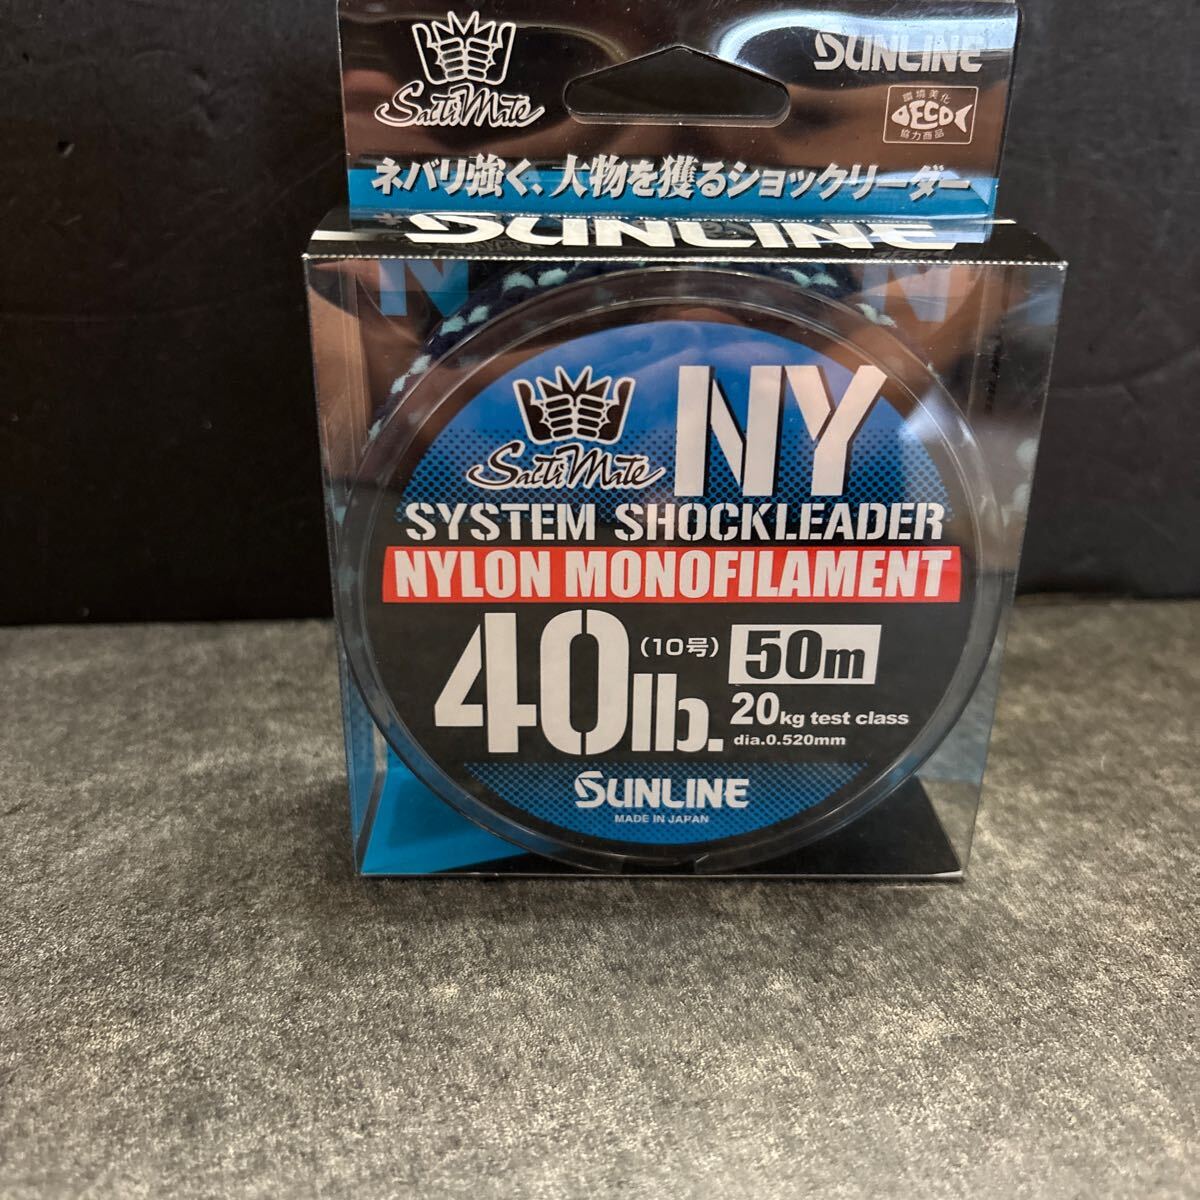 SaltiMate
SUNLINE
環境美化
ECO
協力商品
ネバリ強く、大物を獲るショックリーダー
SUNLINE
N
N
SaltiMate
NY
SYSTEM SHOCKLEADER
NYLON MONOFILAMENT
40lb.
(10号)
50m
20kg test class
dia.0.520mm
SUNLINE
MADE IN JAPAN